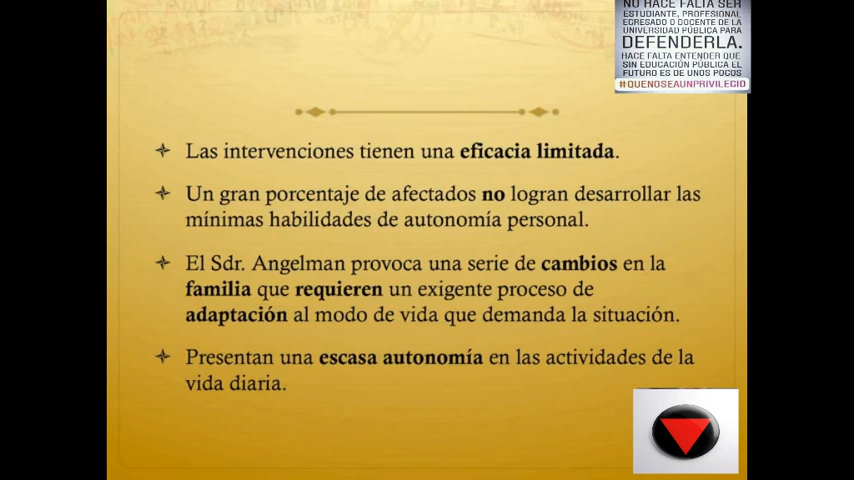 NO HACE FALTA SER
ESTUDIANTE, PROFESIONAL
EGRESADO O DOCENTE DE LA
UNIVERSIDAD PÚBLICA PARA
DEFENDERLA.
HACE FALTA ENTENDER QUE
SIN EDUCACIÓN PÚBLICA EL
FUTURO ES DE UNOS POCOS
#QUENOSEAUNPRIVILEGIO
Las intervenciones tienen una eficacia limitada.
Un gran porcentaje de afectados no logran desarrollar las
mínimas habilidades de autonomía personal.
El Sdr. Angelman provoca una serie de cambios en la
familia que requieren un exigente proceso de
adaptación al modo de vida que demanda la situación.
Presentan una escasa autonomía en las actividades de la
vida diaria.